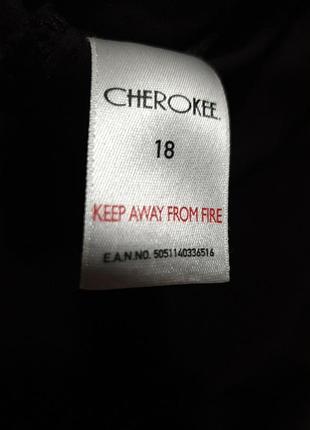 CHEROKEE.
18
KEEP AWAY FROM FIRE
E.A.N.NO. 5051140336516